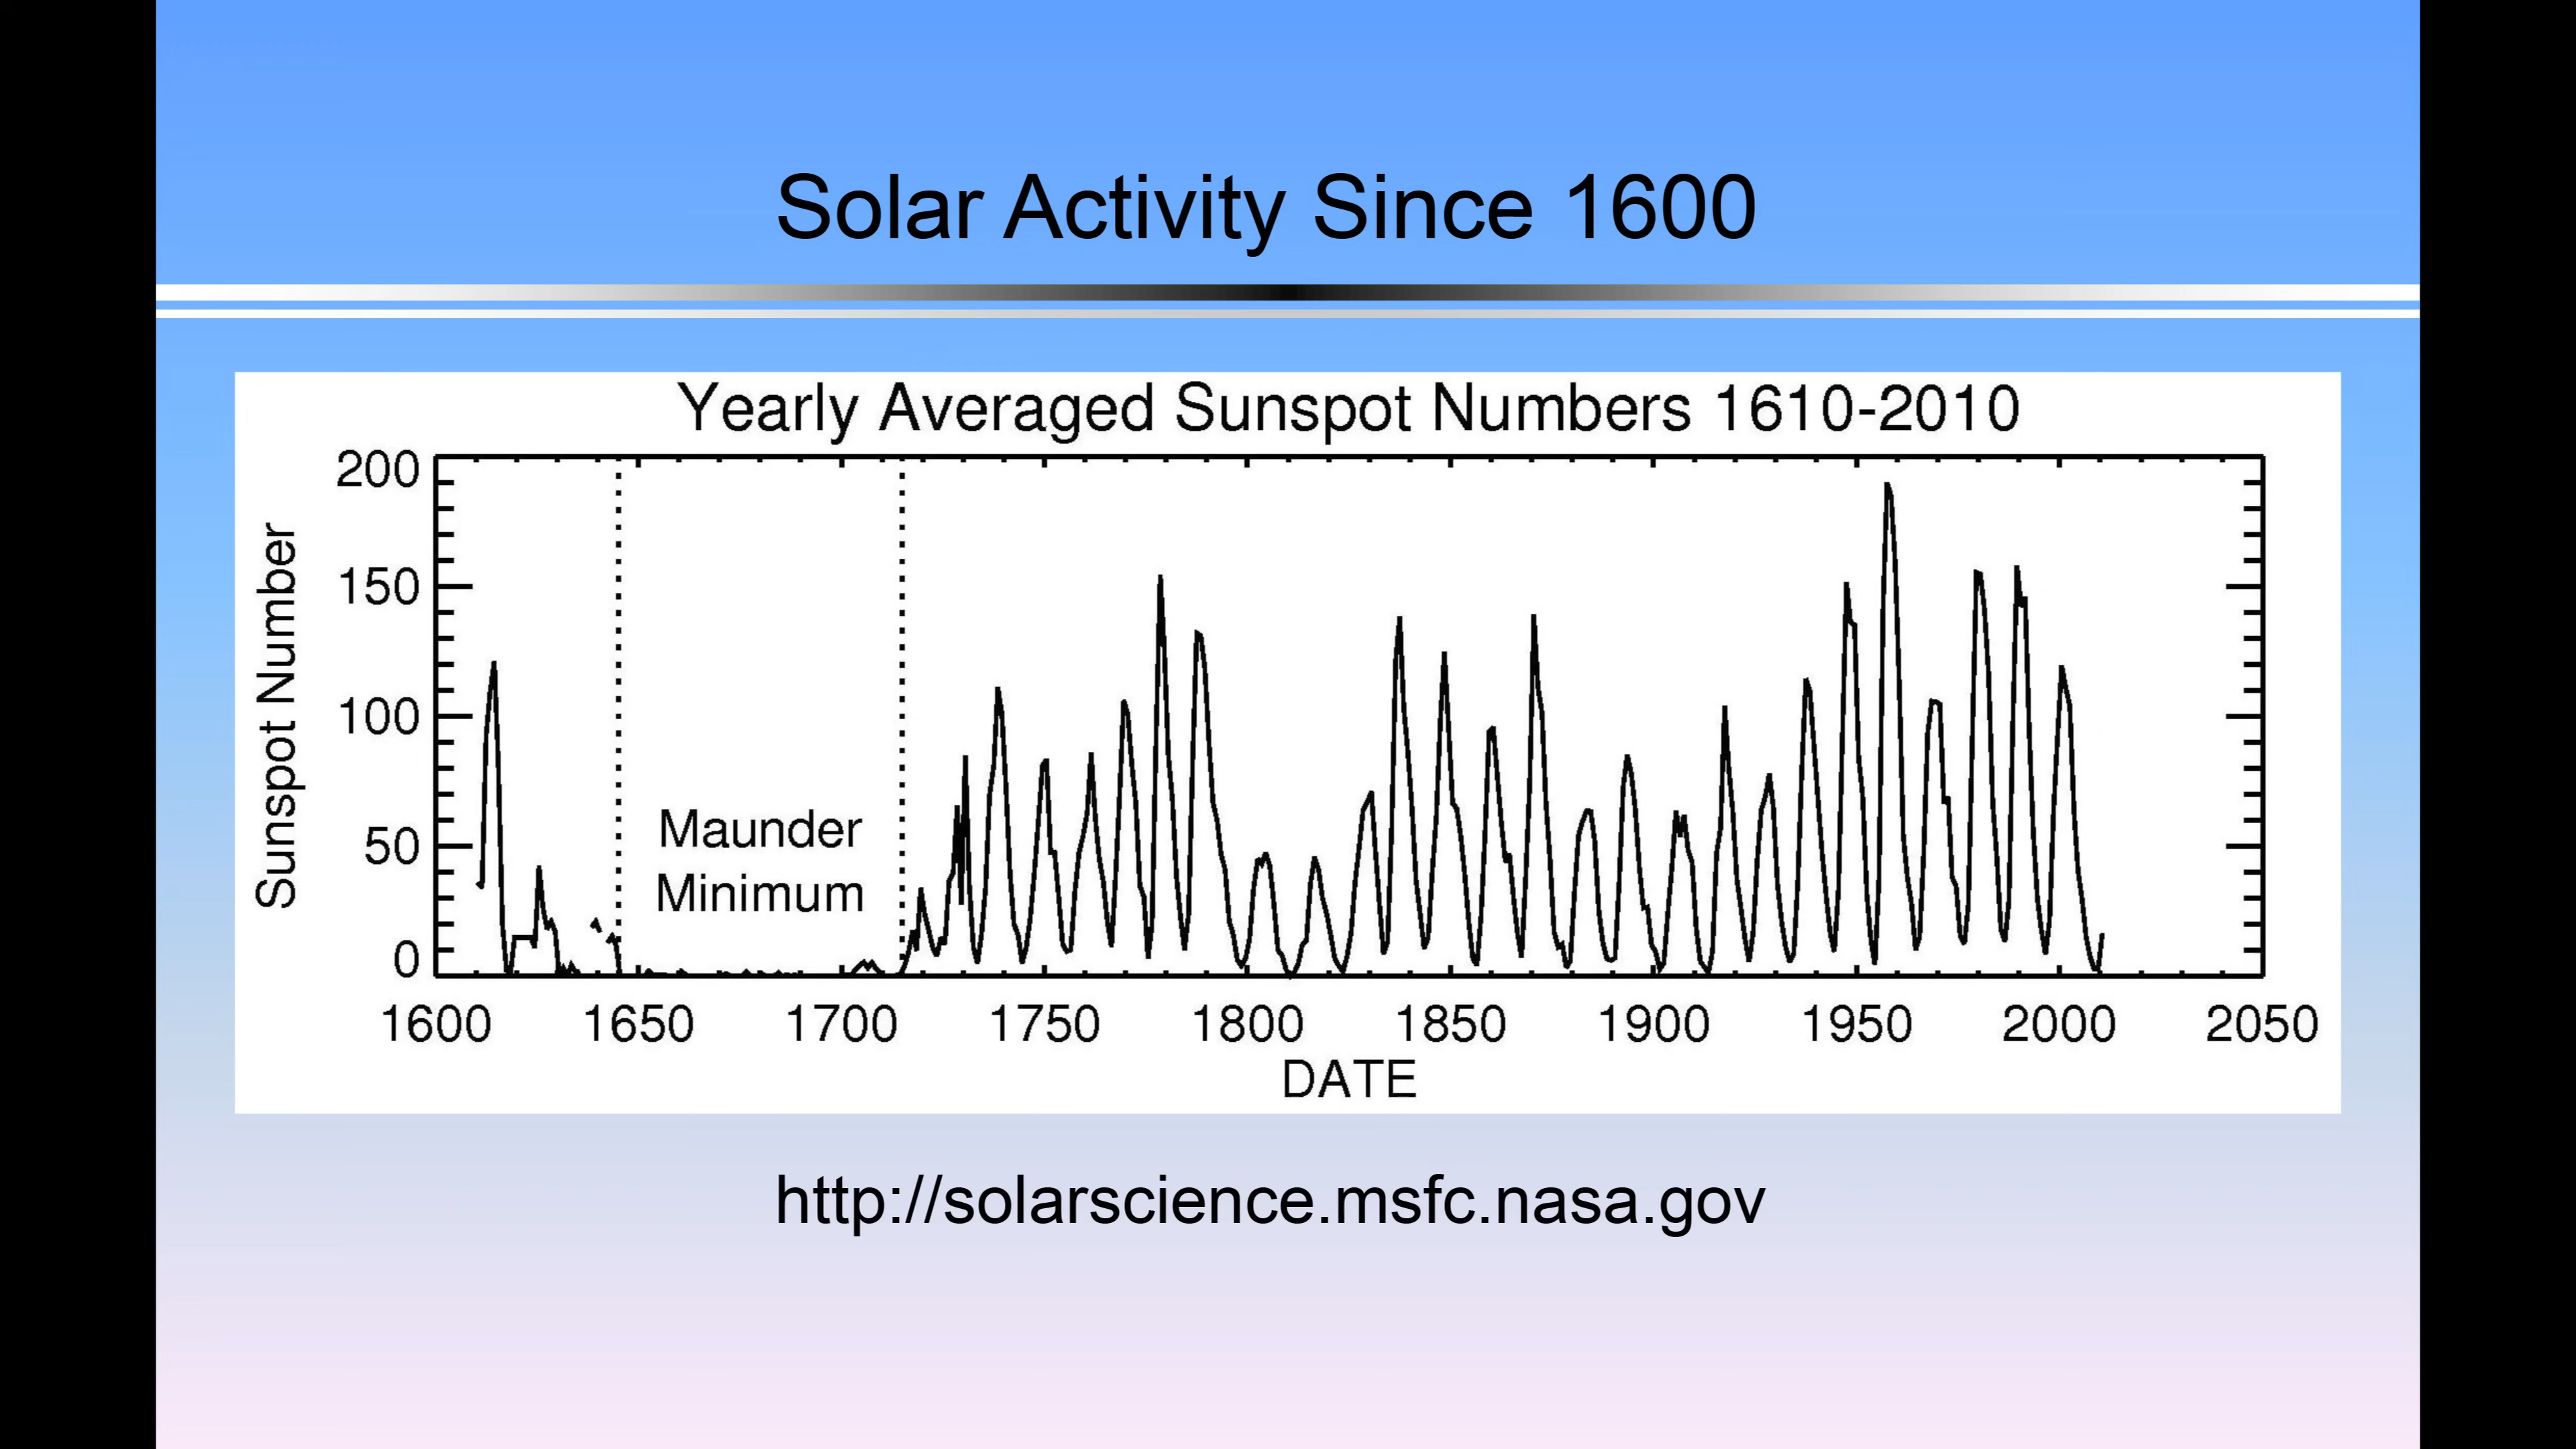 Solar Activity Since 1600
Yearly Averaged Sunspot Numbers 1610-2010
200
150
100
50
0
Sunspot Number
Maunder
Minimum
1600 1650 1700 1750 1800 1850 1900 1950 2000 2050
DATE
http://solarscience.msfc.nasa.gov